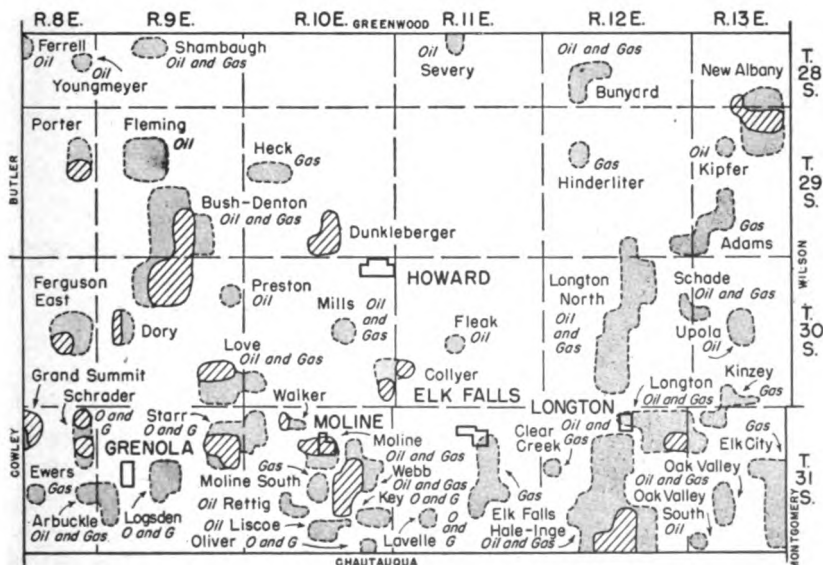 R.8E. R.9E. R.10E. GREENWOOD R.11E. R.12E. R.13E.
Ferrell
Oil
Oil
Youngmeyer
Shambaugh
Oil and Gas
Oil
Severy
Oil and Gas
Bunyard
New Albany
T.
28
S.
Porter
Fleming
Oil
Heck
Gas
Gas
Hinderliter
Oil
Kipfer
BUTLER
T.
29
S.
Bush-Denton
Oil and Gas
Dunkleberger
Gas
Adams
WILSON
HOWARD
Ferguson
East
Dory
Preston
Oil
Mills
Oil
and
Gas
Fleak
Oil
Longton
North
Oil
and
Gas
Schade
Oil and Gas
Upola
Oil
T.
30
S.
Love
Oil and Gas
Collyer
ELK FALLS
Kinzey
Gas
Grand Summit
Schrader
O and
G
Starr
O and G
Walker
MOLINE
LONGTON
Longton
Oil and Gas
COWLEY
GRENOLA
Moline
Oil and Gas
Moline South
Gas
Webb
Oil and Gas
Key
O and G
Clear
Creek
Oil
and
Gas
Gas
Elk City
Ewers
Gas
Arbuckle
Oil and Gas
Logsden
O and G
Oil Rettig
Oil Liscoe
Oliver O and G
Lavelle
O
and
G
Gas
Elk Falls
Hale-Inge
Oil and Gas
Oak Valley
Oil and Gas
Oak Valley
South
Oil
T.
31
S.
MONTGOMERY
CHAUTAUQUA